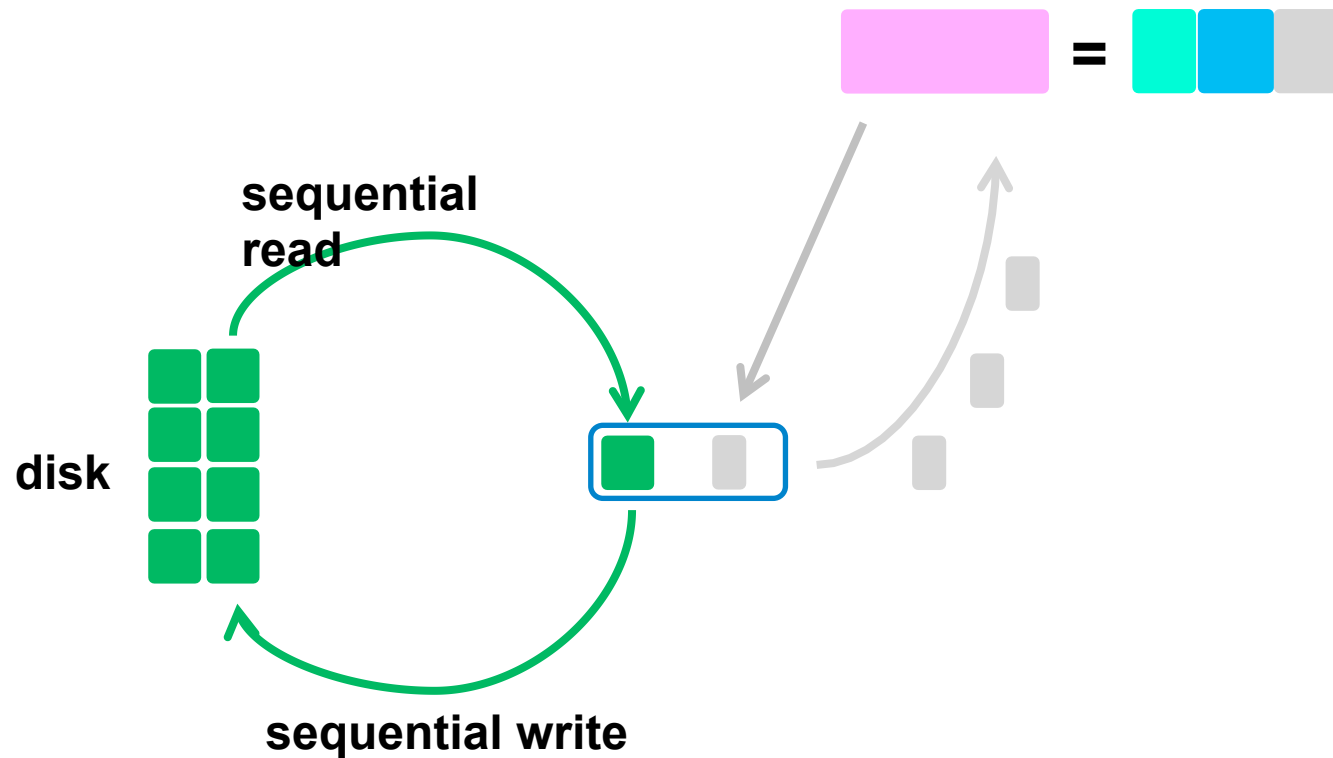 =
sequential
read
disk
sequential write